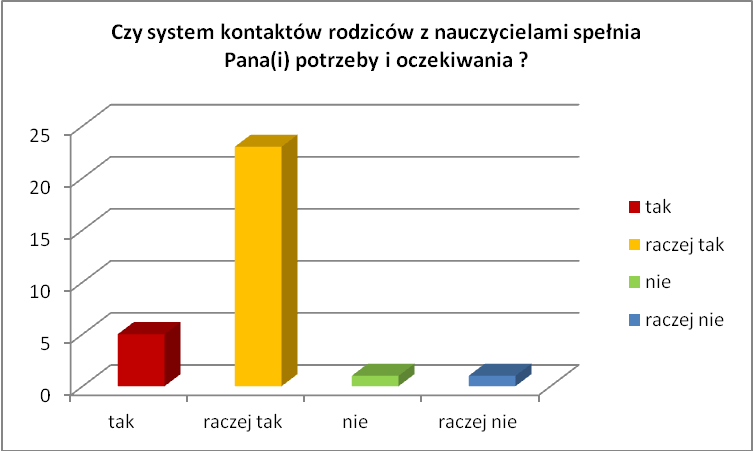 Czy system kontaktów rodziców z nauczycielami spełnia
Pana(i) potrzeby i oczekiwania ?
25
20
15
10
5
0
tak
raczej tak
nie
raczej nie
tak
raczej tak
nie
raczej nie